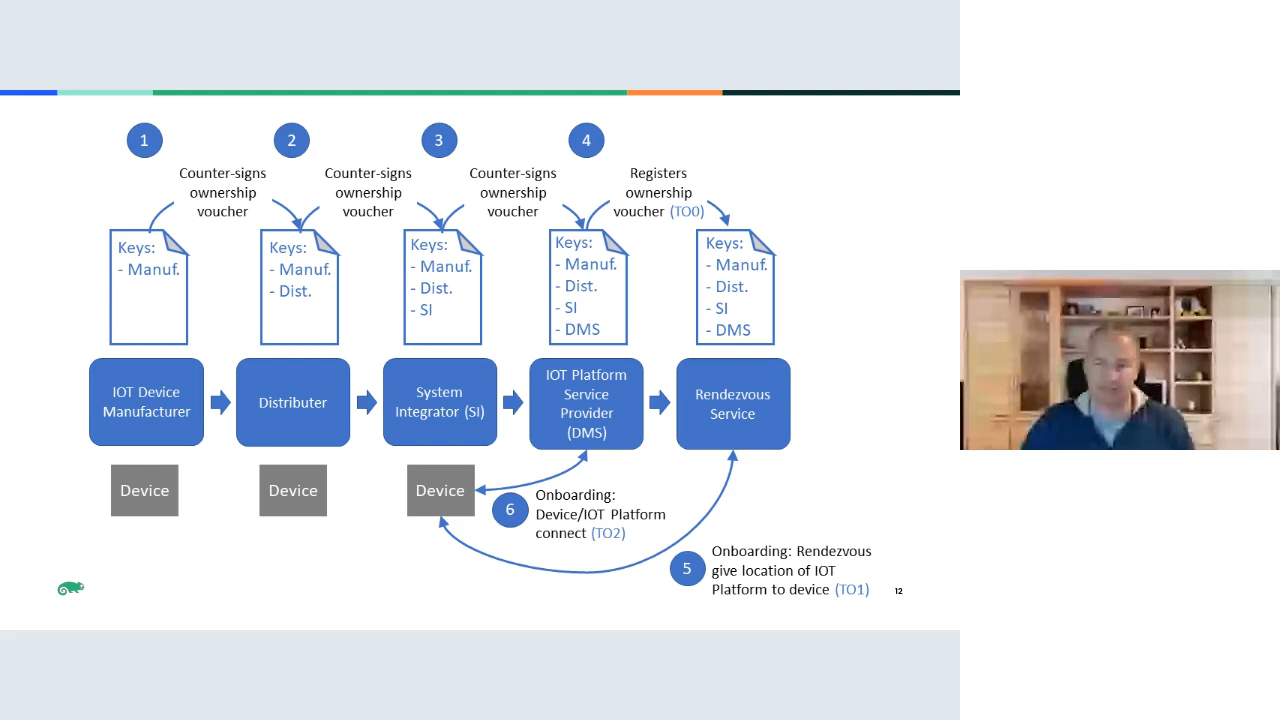 1
2
3
4
Counter-signs
ownership
voucher
Counter-signs
ownership
voucher
Counter-signs
ownership
voucher
Registers
ownership
voucher (TO0)
Keys:
- Manuf.
Keys:
- Manuf.
- Dist.
Keys:
- Manuf.
- Dist.
- SI
Keys:
- Manuf.
- Dist.
- SI
- DMS
Keys:
- Manuf.
- Dist.
- SI
- DMS
IOT Device
Manufacturer
Distributer
System
Integrator (SI)
IOT Platform
Service
Provider
(DMS)
Rendezvous
Service
Device
Device
Device
6
Onboarding:
Device/IOT Platform
connect (TO2)
5
Onboarding: Rendezvous
give location of IOT
Platform to device (TO1)
12